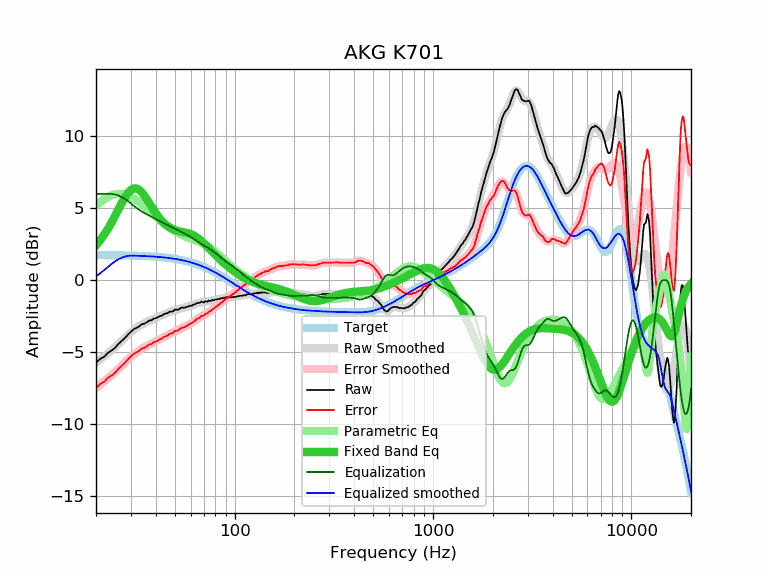 AKG K701
Amplitude (dBr)
10
5
0
−5
−10
−15
Target
Raw Smoothed
Error Smoothed
Raw
Error
Parametric Eq
Fixed Band Eq
Equalization
Equalized smoothed
100 1000 10000
Frequency (Hz)